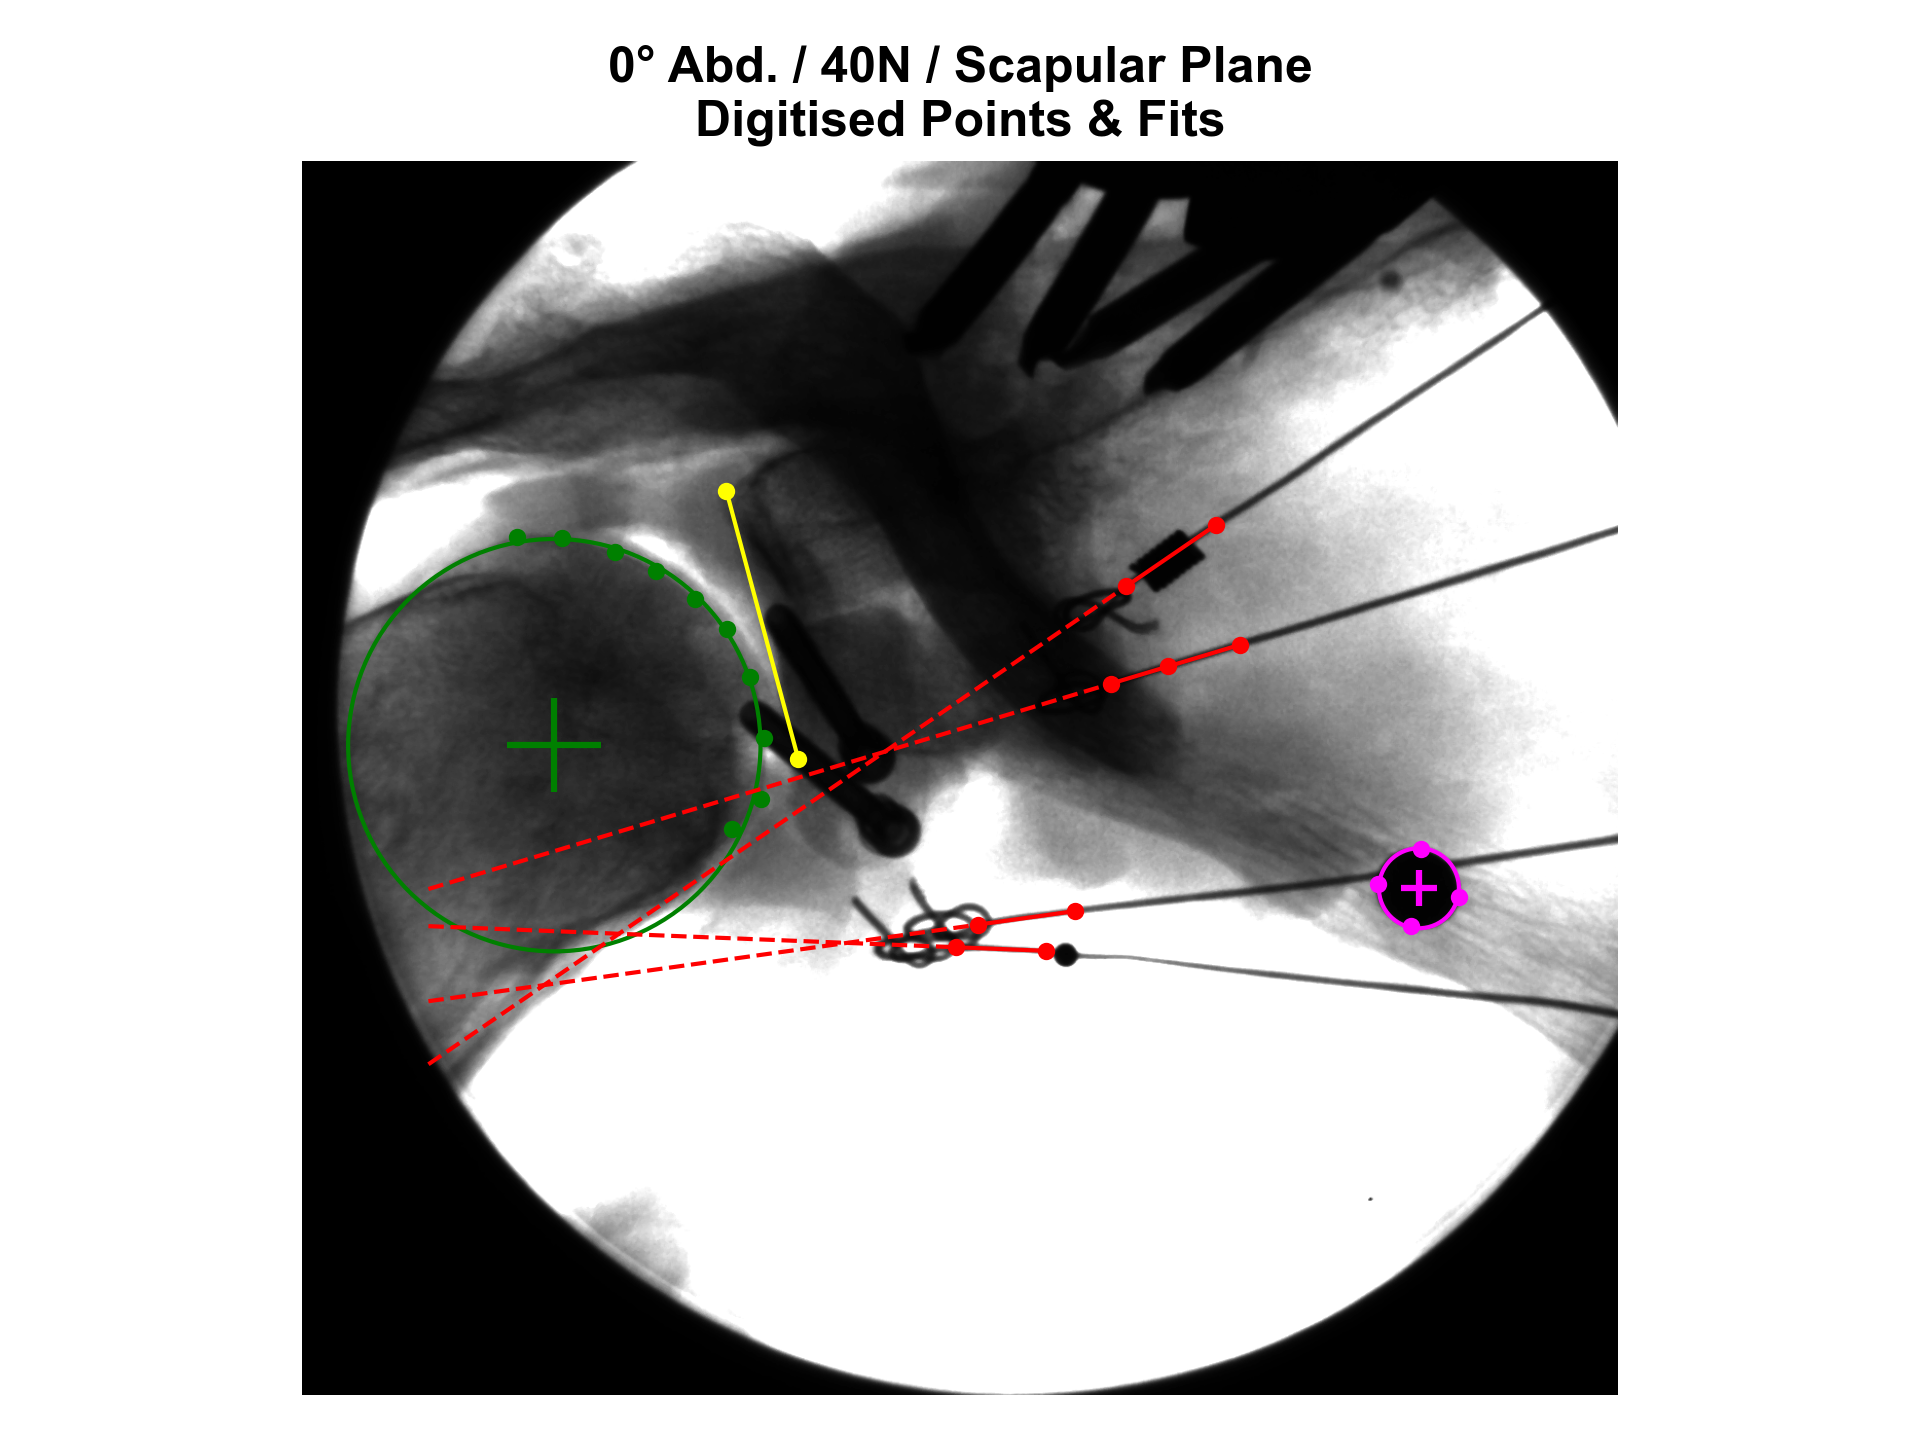 0° Abd. / 40N / Scapular Plane
Digitised Points & Fits